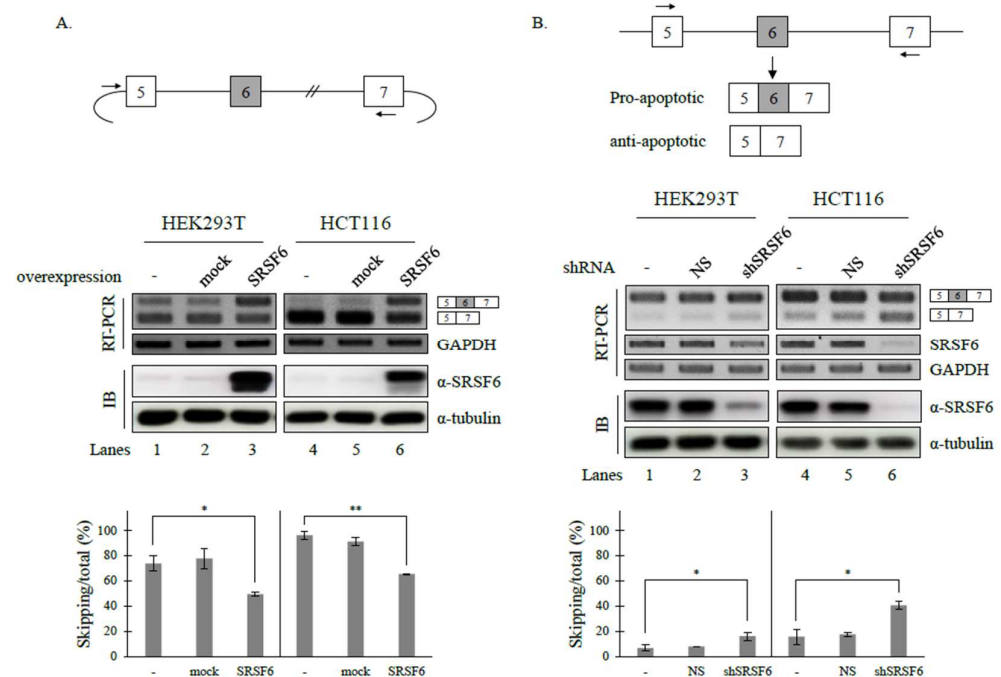 A.
5 6 7
HEK293T HCT116
overexpression - mock SRSF6 - mock SRSF6
RT-PCR
5 6 7
5 7
GAPDH
IB
α-SRSF6
α-tubulin
Lanes 1 2 3 4 5 6
Skipping/total (%)
100
80
60
40
20
0
* **
- mock SRSF6 - mock SRSF6
B.
5 6 7
Pro-apoptotic 5 6 7
anti-apoptotic 5 7
HEK293T HCT116
shRNA - NS shSRSF6 - NS shSRSF6
RT-PCR
5 6 7
5 7
SRSF6
GAPDH
IB
α-SRSF6
α-tubulin
Lanes 1 2 3 4 5 6
Skipping/total (%)
100
80
60
40
20
0
* *
- NS shSRSF6 - NS shSRSF6